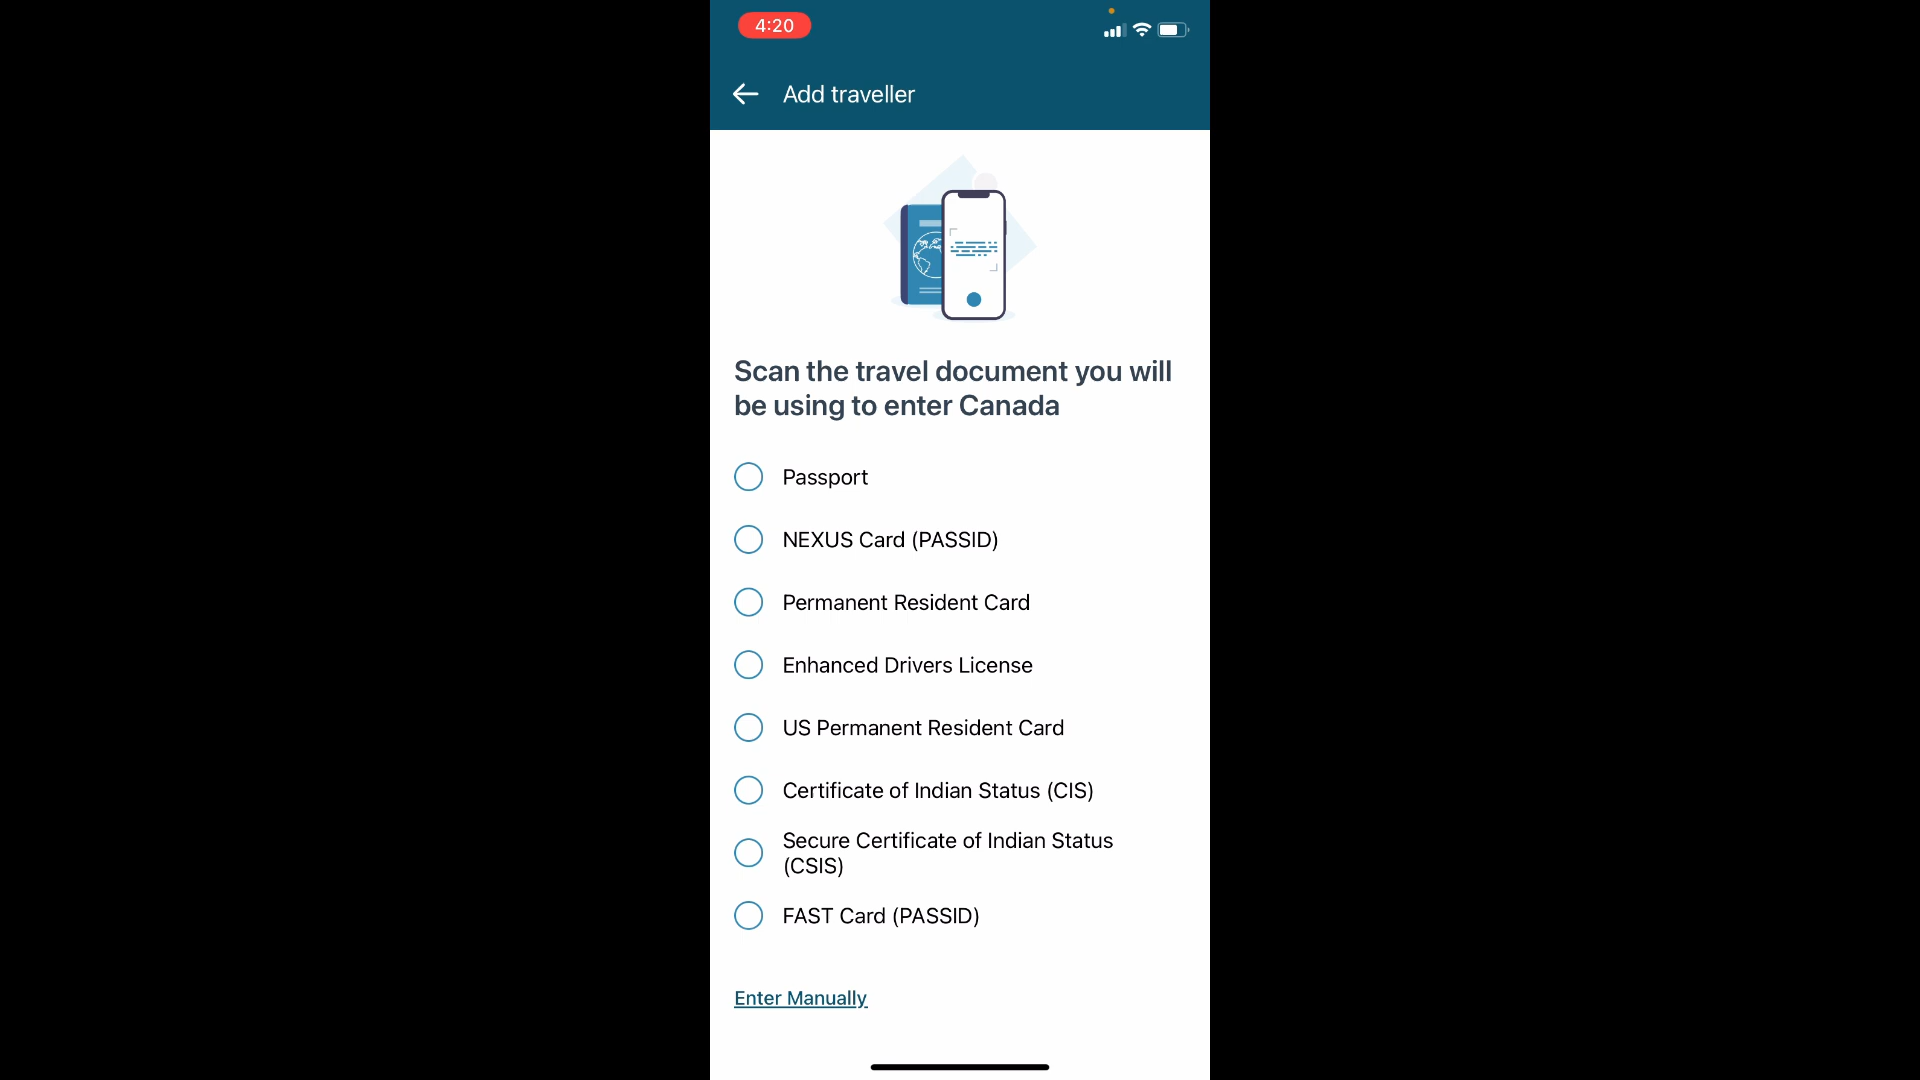 4:20
Add traveller
Scan the travel document you will
be using to enter Canada
Passport
NEXUS Card (PASSID)
Permanent Resident Card
Enhanced Drivers License
US Permanent Resident Card
Certificate of Indian Status (CIS)
Secure Certificate of Indian Status
(CSIS)
FAST Card (PASSID)
Enter Manually